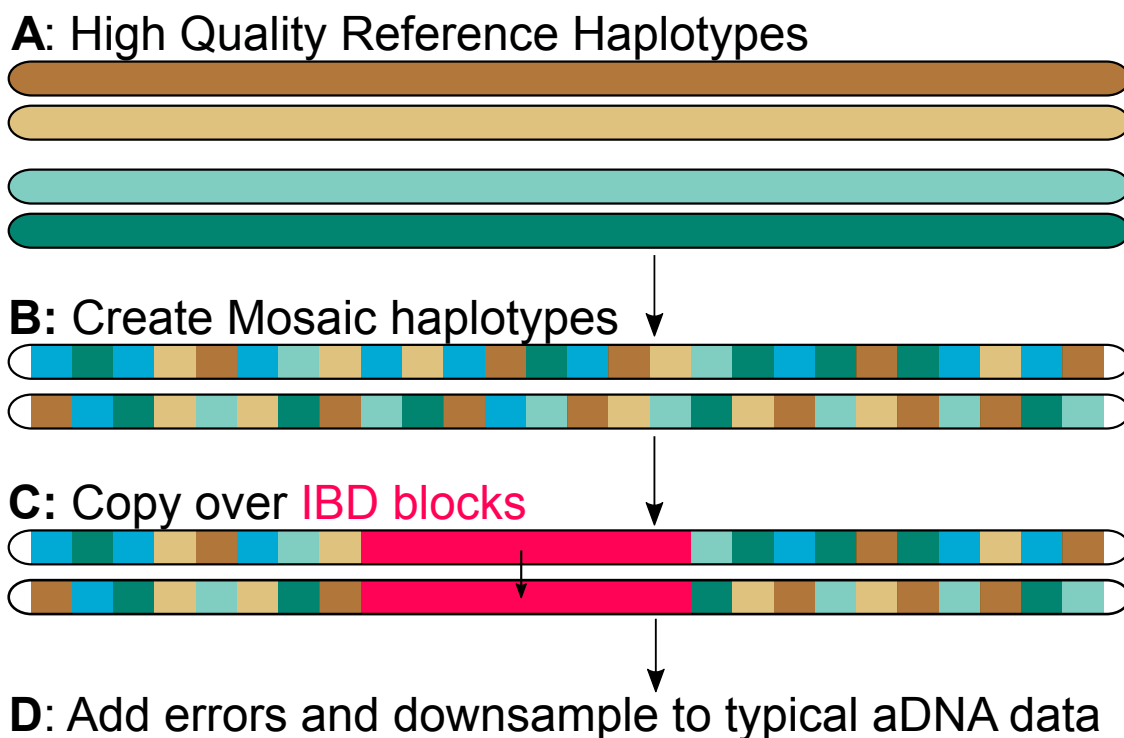 A: High Quality Reference Haplotypes
B: Create Mosaic haplotypes
C: Copy over IBD blocks
D: Add errors and downsample to typical aDNA data